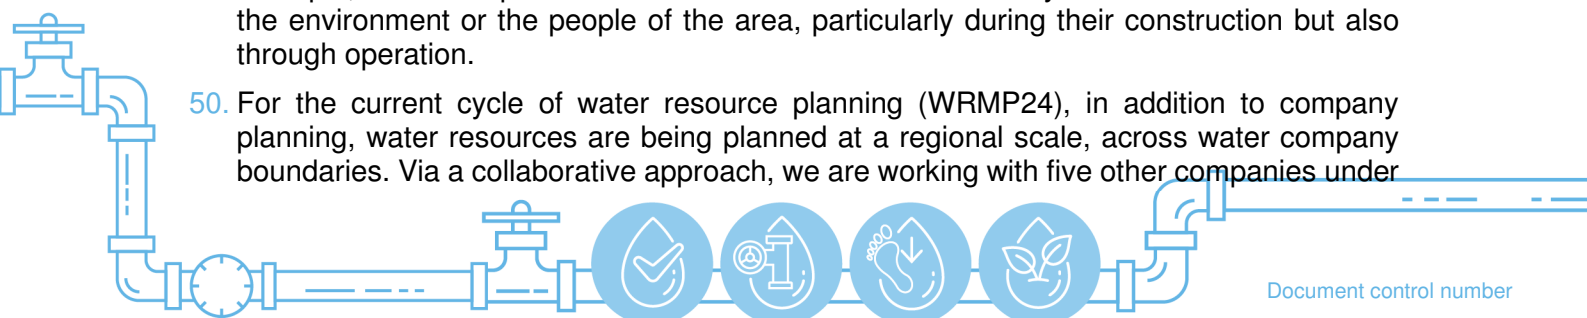 the environment or the people of the area, particularly during their construction but also
through operation.
50. For the current cycle of water resource planning (WRMP24), in addition to company
planning, water resources are being planned at a regional scale, across water company
boundaries. Via a collaborative approach, we are working with five other companies under
Document control number